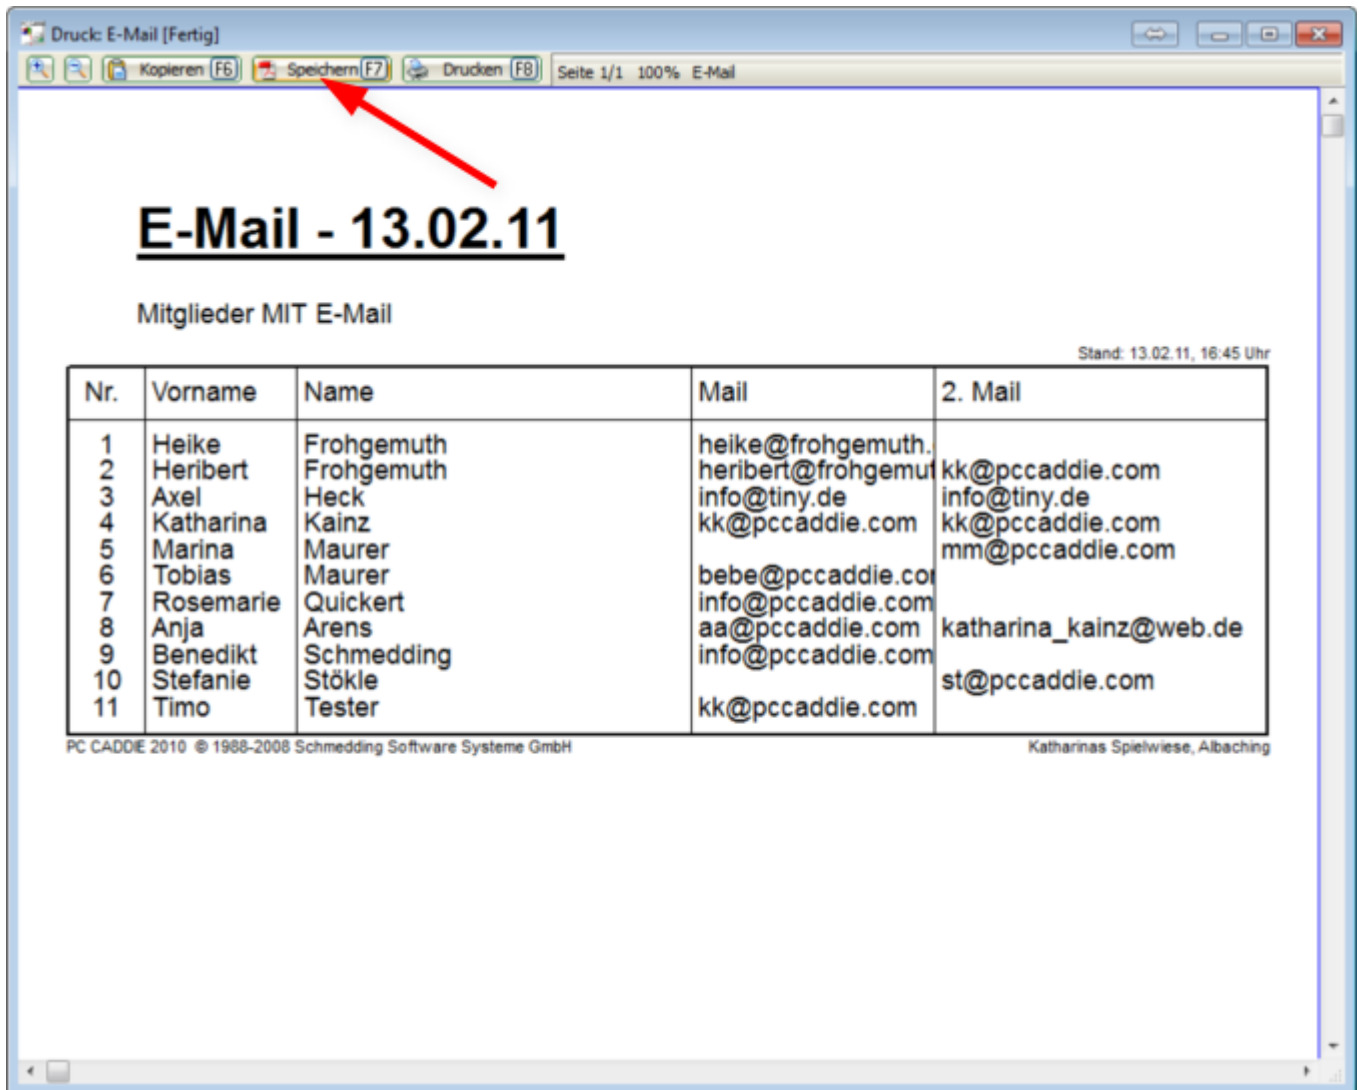 Druck: E-Mail [Fertig]
Kopieren F6 Speichern F7 Drucken F8 Seite 1/1 100% E-Mail
E-Mail - 13.02.11
Mitglieder MIT E-Mail
Stand: 13.02.11, 16:45 Uhr
Nr. Vorname Name Mail 2. Mail
1 Heike Frohgemuth heike@frohgemuth.
2 Heribert Frohgemuth heribert@frohgemut kk@pccaddie.com
3 Axel Heck info@tiny.de info@tiny.de
4 Katharina Kainz kk@pccaddie.com kk@pccaddie.com
5 Marina Maurer mm@pccaddie.com
6 Tobias Maurer bebe@pccaddie.com
7 Rosemarie Quickert info@pccaddie.com
8 Anja Arens aa@pccaddie.com katharina_kainz@web.de
9 Benedikt Schmedding info@pccaddie.com
10 Stefanie Stökle st@pccaddie.com
11 Timo Tester kk@pccaddie.com
PC CADDIE 2010 © 1988-2008 Schmedding Software Systeme GmbH Katharinas Spielwiese, Albaching